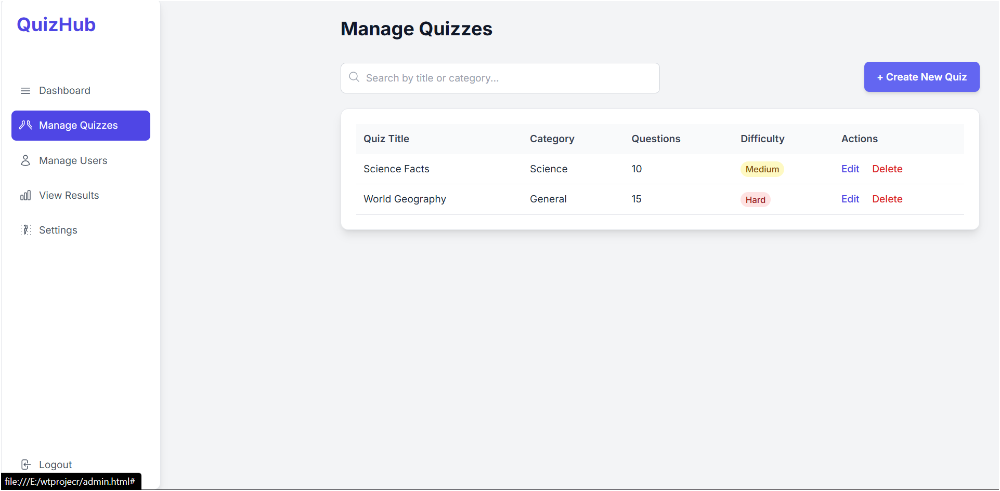 QuizHub
Dashboard
Manage Quizzes
Manage Users
View Results
Settings
Logout
file:///E:/wtprojecr/admin.html#
Manage Quizzes
Search by title or category...
+ Create New Quiz
Quiz Title Category Questions Difficulty Actions
Science Facts Science 10 Medium Edit Delete
World Geography General 15 Hard Edit Delete